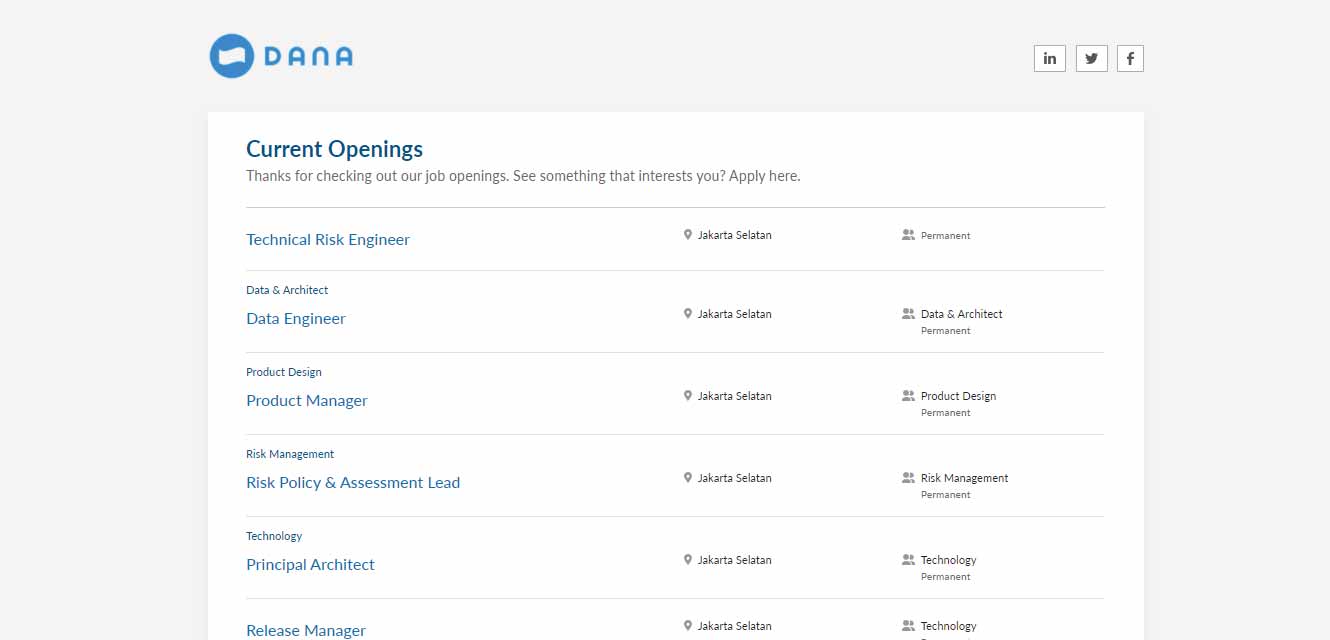 DANA
in
Current Openings
Thanks for checking out our job openings. See something that interests you? Apply here.
Technical Risk Engineer
Jakarta Selatan
Permanent
Data & Architect
Data Engineer
Jakarta Selatan
Data & Architect
Permanent
Product Design
Product Manager
Jakarta Selatan
Product Design
Permanent
Risk Management
Risk Policy & Assessment Lead
Jakarta Selatan
Risk Management
Permanent
Technology
Principal Architect
Jakarta Selatan
Technology
Permanent
Release Manager
Jakarta Selatan
Technology